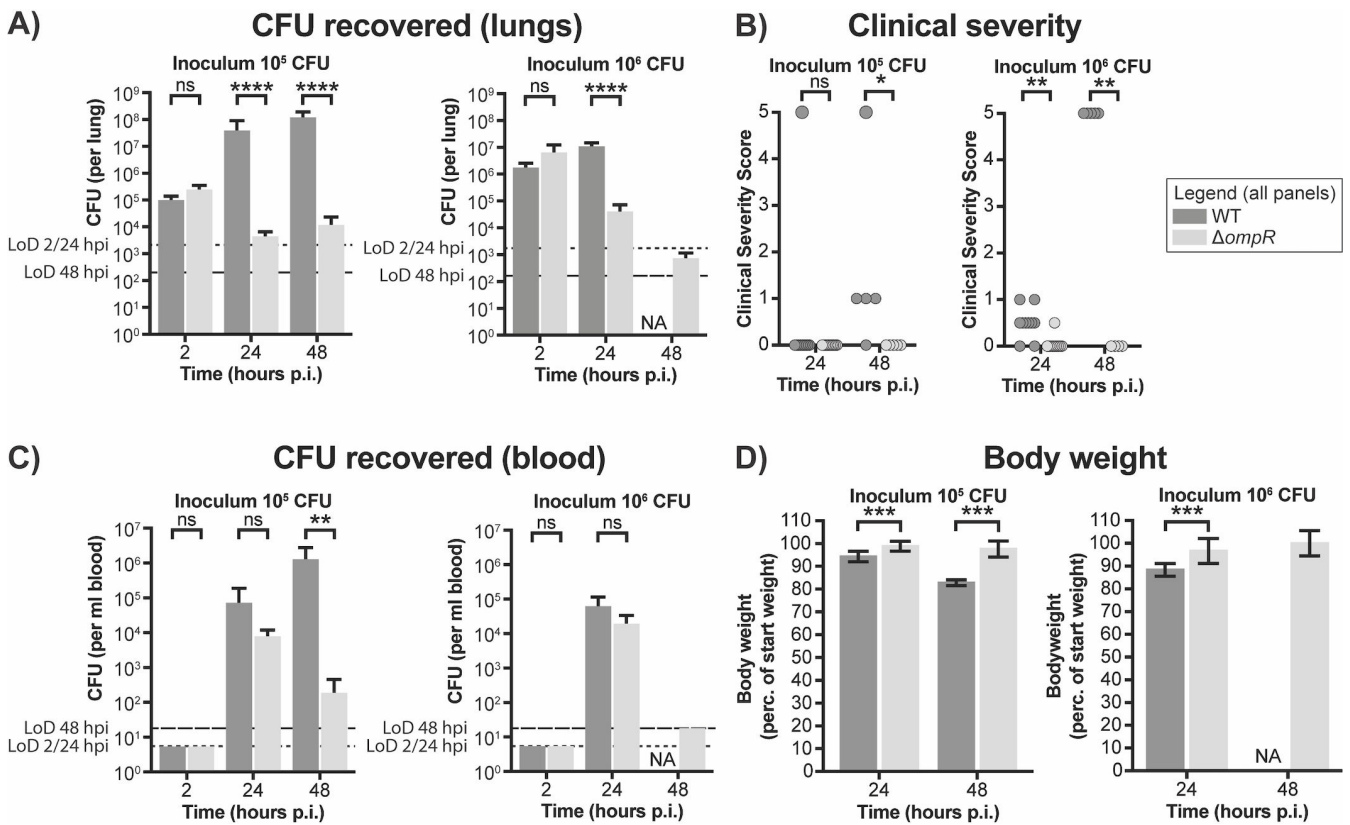 A) CFU recovered (lungs)
Inoculum 10⁵ CFU
ns **** ****
CFU (per lung)
10⁹
10⁸
10⁷
10⁶
10⁵
10⁴
10³
10²
10¹
10⁰
LoD 2/24 hpi
LoD 48 hpi
2 24 48
Time (hours p.i.)
Inoculum 10⁶ CFU
ns ****
CFU (per lung)
10⁹
10⁸
10⁷
10⁶
10⁵
10⁴
10³
10²
10¹
10⁰
LoD 2/24 hpi
LoD 48 hpi
NA
2 24 48
Time (hours p.i.)
B) Clinical severity
Inoculum 10⁵ CFU
ns *
Clinical Severity Score
5
4
3
2
1
0
24 48
Time (hours p.i.)
Inoculum 10⁶ CFU
** **
Clinical Severity Score
5
4
3
2
1
0
24 48
Time (hours p.i.)
Legend (all panels)
WT
ΔompR
C) CFU recovered (blood)
Inoculum 10⁵ CFU
ns ns **
CFU (per ml blood)
10⁷
10⁶
10⁵
10⁴
10³
10²
10¹
10⁰
LoD 48 hpi
LoD 2/24 hpi
2 24 48
Time (hours p.i.)
Inoculum 10⁶ CFU
ns ns
CFU (per ml blood)
10⁷
10⁶
10⁵
10⁴
10³
10²
10¹
10⁰
LoD 48 hpi
LoD 2/24 hpi
NA
2 24 48
Time (hours p.i.)
D) Body weight
Inoculum 10⁵ CFU
*** ***
Body weight
(perc. of start weight)
110
100
90
80
70
60
50
40
30
20
10
0
24 48
Time (hours p.i.)
Inoculum 10⁶ CFU
***
Bodyweight
(perc. of start weight)
110
100
90
80
70
60
50
40
30
20
10
0
NA
24 48
Time (hours p.i.)